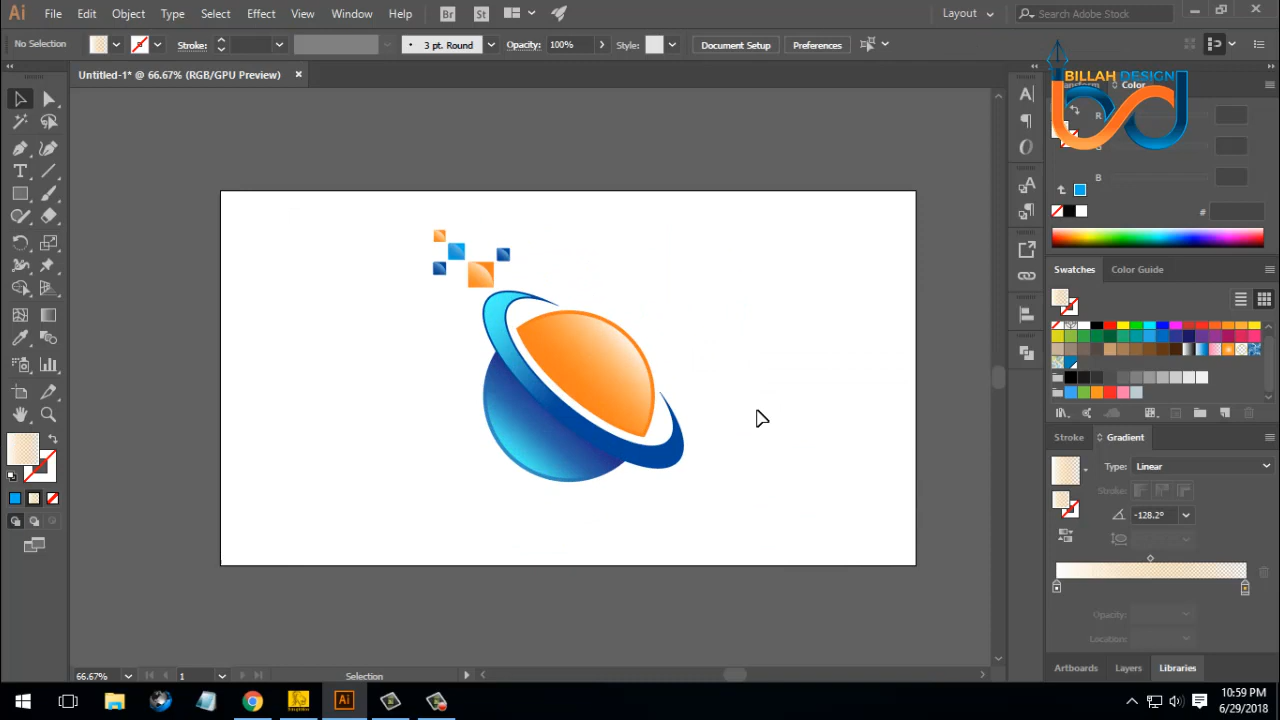 Ai File Edit Object Type Select Effect View Window Help Br St Layout Search Adobe Stock
No Selection Stroke: 3 pt. Round Opacity: 100% Style: Document Setup Preferences
Untitled-1* @ 66.67% (RGB/GPU Preview)
BILLAH DESIGN
Color
R
B
#
Swatches Color Guide
Stroke Gradient
Type: Linear
Stroke:
-128.2°
Opacity:
Location:
66.67% 1 Selection Artboards Layers Libraries
Ai
10:59 PM
6/29/2018